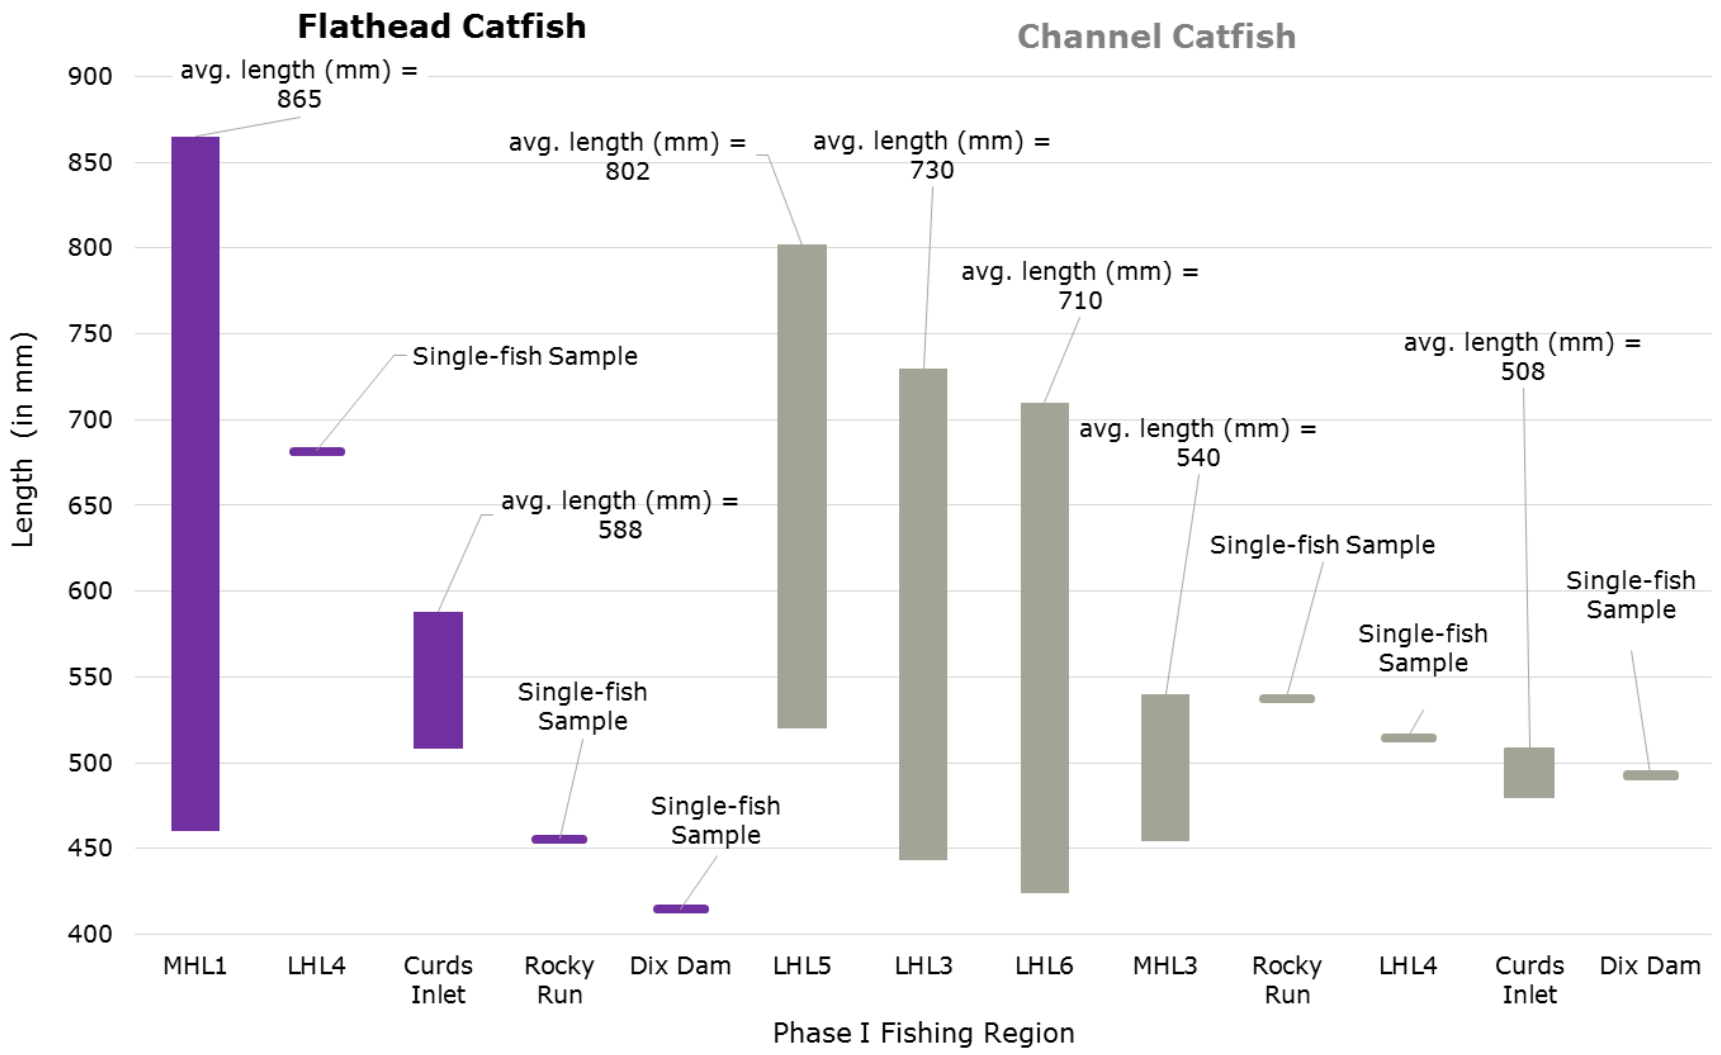 Flathead Catfish
Channel Catfish
avg. length (mm) =
865
avg. length (mm) =
802
avg. length (mm) =
730
avg. length (mm) =
710
Single-fish Sample
avg. length (mm) =
508
avg. length (mm) =
540
avg. length (mm) =
588
Single-fish Sample
Single-fish
Sample
Single-fish
Sample
Single-fish
Sample
Single-fish
Sample
900
850
800
750
700
650
600
550
500
450
400
Length (in mm)
MHL1
LHL4
Curds
Inlet
Rocky
Run
Dix Dam
LHL5
LHL3
LHL6
MHL3
Rocky
Run
LHL4
Curds
Inlet
Dix Dam
Phase I Fishing Region